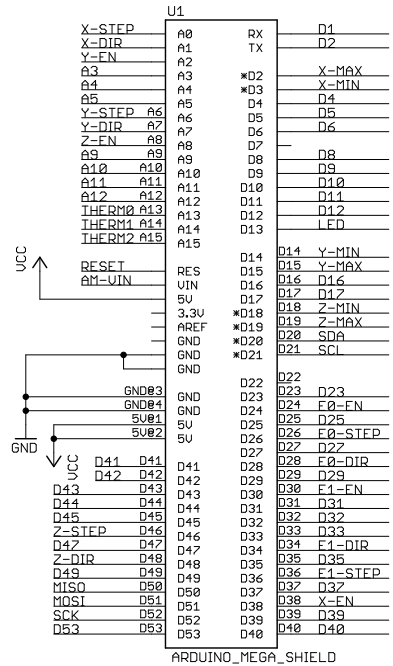 U1
X-STEP A0 RX D1
X-DIR A1 TX D2
Y-EN A2
A3 A3 *D2 X-MAX
A4 A4 *D3 X-MIN
A5 A5 D4 D4
Y-STEP A6 A6 D5 D5
Y-DIR A7 A7 D6 D6
Z-EN A8 A8 D7
A9 A9 A9 D8 D8
A10 A10 A10 D9 D9
A11 A11 A11 D10 D10
A12 A12 A12 D11 D11
THERM0 A13 A13 D12 D12
THERM1 A14 A14 D13 LED
THERM2 A15 A15
D14 D14 Y-MIN
RESET RES D15 D15 Y-MAX
AM-VIN VIN D16 D16 D16
VCC 5V D17 D17 D17
3.3V *D18 D18 Z-MIN
AREF *D19 D19 Z-MAX
GND *D20 D20 SDA
GND *D21 D21 SCL
GND
D22 D22
GND@3 GND D23 D23 D23
GND@4 GND D24 D24 E0-EN
5V@1 5V D25 D25 D25
5V@2 5V D26 D26 E0-STEP
GND
VCC
D27 D27 D27
D41 D41 D41 D28 D28 E0-DIR
D42 D42 D42 D29 D29 D29
D43 D43 D43 D30 D30 E1-EN
D44 D44 D44 D31 D31 D31
D45 D45 D45 D32 D32 D32
Z-STEP D46 D46 D33 D33 D33
D47 D47 D47 D34 D34 E1-DIR
Z-DIR D48 D48 D35 D35 D35
D49 D49 D49 D36 D36 E1-STEP
MISO D50 D50 D37 D37 D37
MOSI D51 D51 D38 D38 X-EN
SCK D52 D52 D39 D39 D39
D53 D53 D53 D40 D40 D40
ARDUINO_MEGA_SHIELD